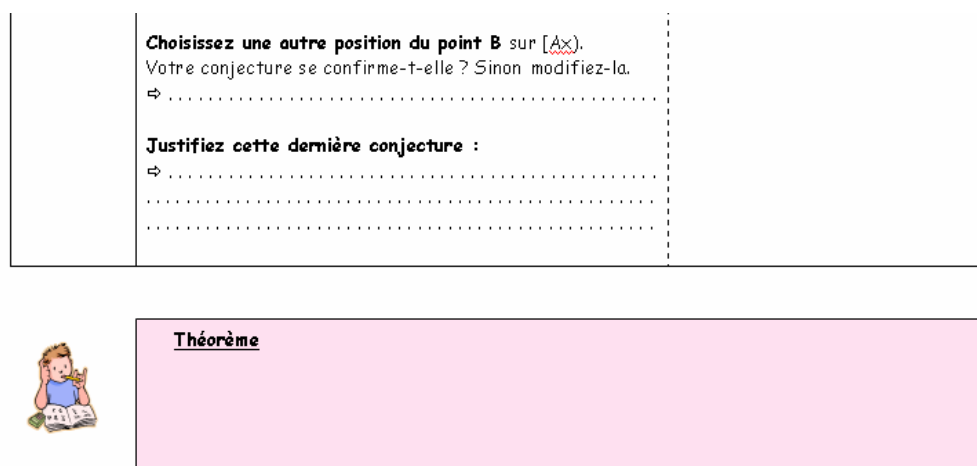 Choisissez une autre position du point B sur [Ax).
Votre conjecture se confirme-t-elle ? Sinon modifiez-la.
⇨ . . . . . . . . . . . . . . . . . . . . . . . . . . . . . . . . . . . . . . . . . . . . . . . . .
Justifiez cette dernière conjecture :
⇨ . . . . . . . . . . . . . . . . . . . . . . . . . . . . . . . . . . . . . . . . . . . . . . . . .
. . . . . . . . . . . . . . . . . . . . . . . . . . . . . . . . . . . . . . . . . . . . . . . . . . .
. . . . . . . . . . . . . . . . . . . . . . . . . . . . . . . . . . . . . . . . . . . . . . . . . . .
Théorème